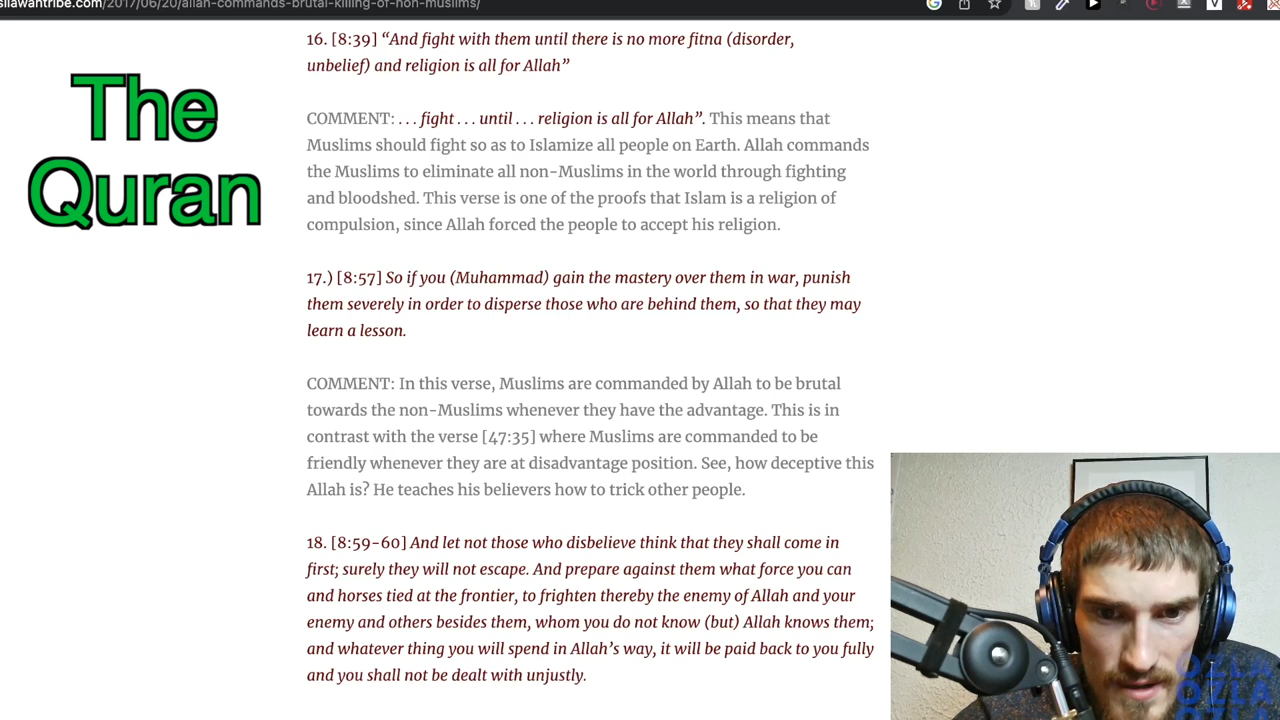 silawantribe.com/2017/06/20/allah-commands-brutal-killing-of-non-muslims/
The
Quran
16. [8:39] “And fight with them until there is no more fitna (disorder,
unbelief) and religion is all for Allah”
COMMENT: . . . fight . . . until . . . religion is all for Allah”. This means that
Muslims should fight so as to Islamize all people on Earth. Allah commands
the Muslims to eliminate all non-Muslims in the world through fighting
and bloodshed. This verse is one of the proofs that Islam is a religion of
compulsion, since Allah forced the people to accept his religion.
17.) [8:57] So if you (Muhammad) gain the mastery over them in war, punish
them severely in order to disperse those who are behind them, so that they may
learn a lesson.
COMMENT: In this verse, Muslims are commanded by Allah to be brutal
towards the non-Muslims whenever they have the advantage. This is in
contrast with the verse [47:35] where Muslims are commanded to be
friendly whenever they are at disadvantage position. See, how deceptive this
Allah is? He teaches his believers how to trick other people.
18. [8:59-60] And let not those who disbelieve think that they shall come in
first; surely they will not escape. And prepare against them what force you can
and horses tied at the frontier, to frighten thereby the enemy of Allah and your
enemy and others besides them, whom you do not know (but) Allah knows them;
and whatever thing you will spend in Allah’s way, it will be paid back to you fully
and you shall not be dealt with unjustly.
OZLA
OZLA